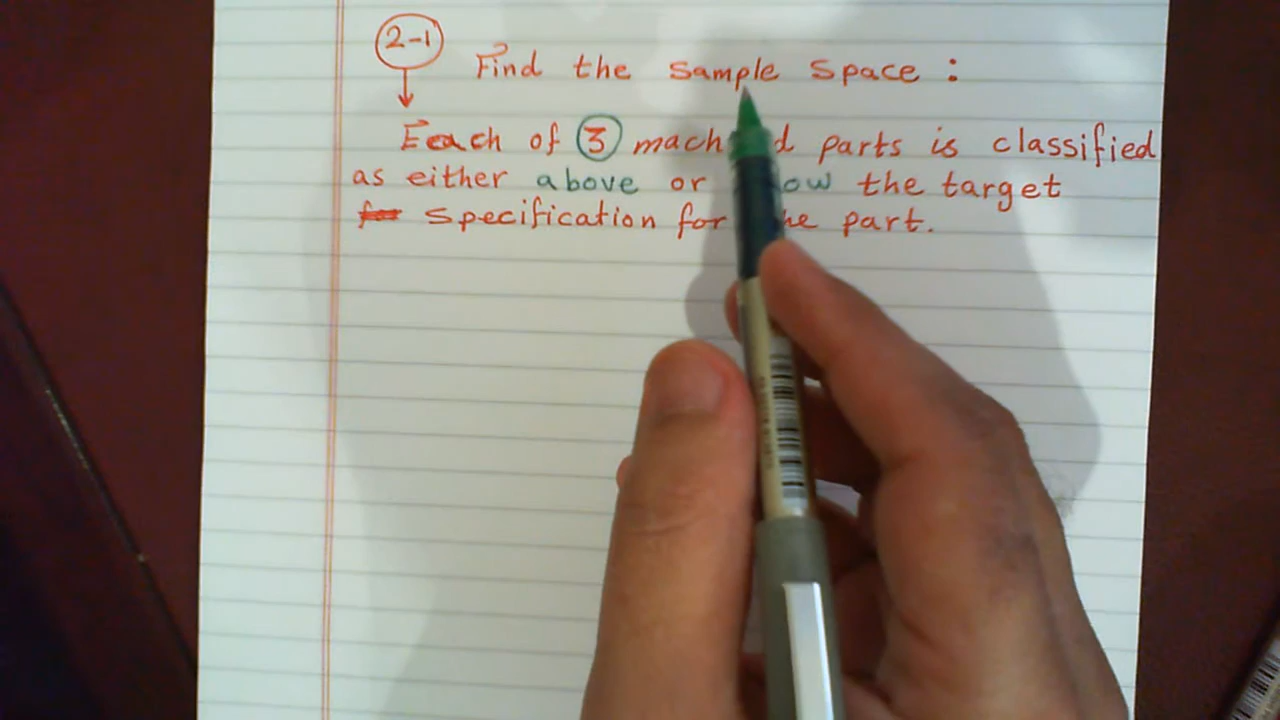 2-1
Find the sample space :
Each of 3 mach d parts is classified
as either above or ow the target
for specification for he part.